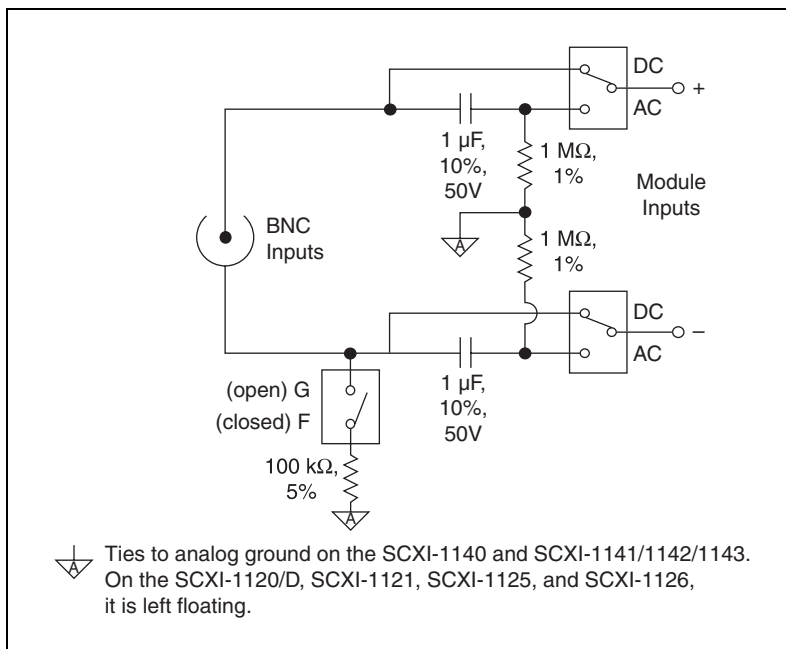 DC
+
AC
1 µF,
10%,
50V
1 MΩ,
1%
Module
Inputs
BNC
Inputs
A
1 MΩ,
1%
DC
–
AC
(open) G
(closed) F
1 µF,
10%,
50V
100 kΩ,
5%
A
A Ties to analog ground on the SCXI-1140 and SCXI-1141/1142/1143.
On the SCXI-1120/D, SCXI-1121, SCXI-1125, and SCXI-1126,
it is left floating.